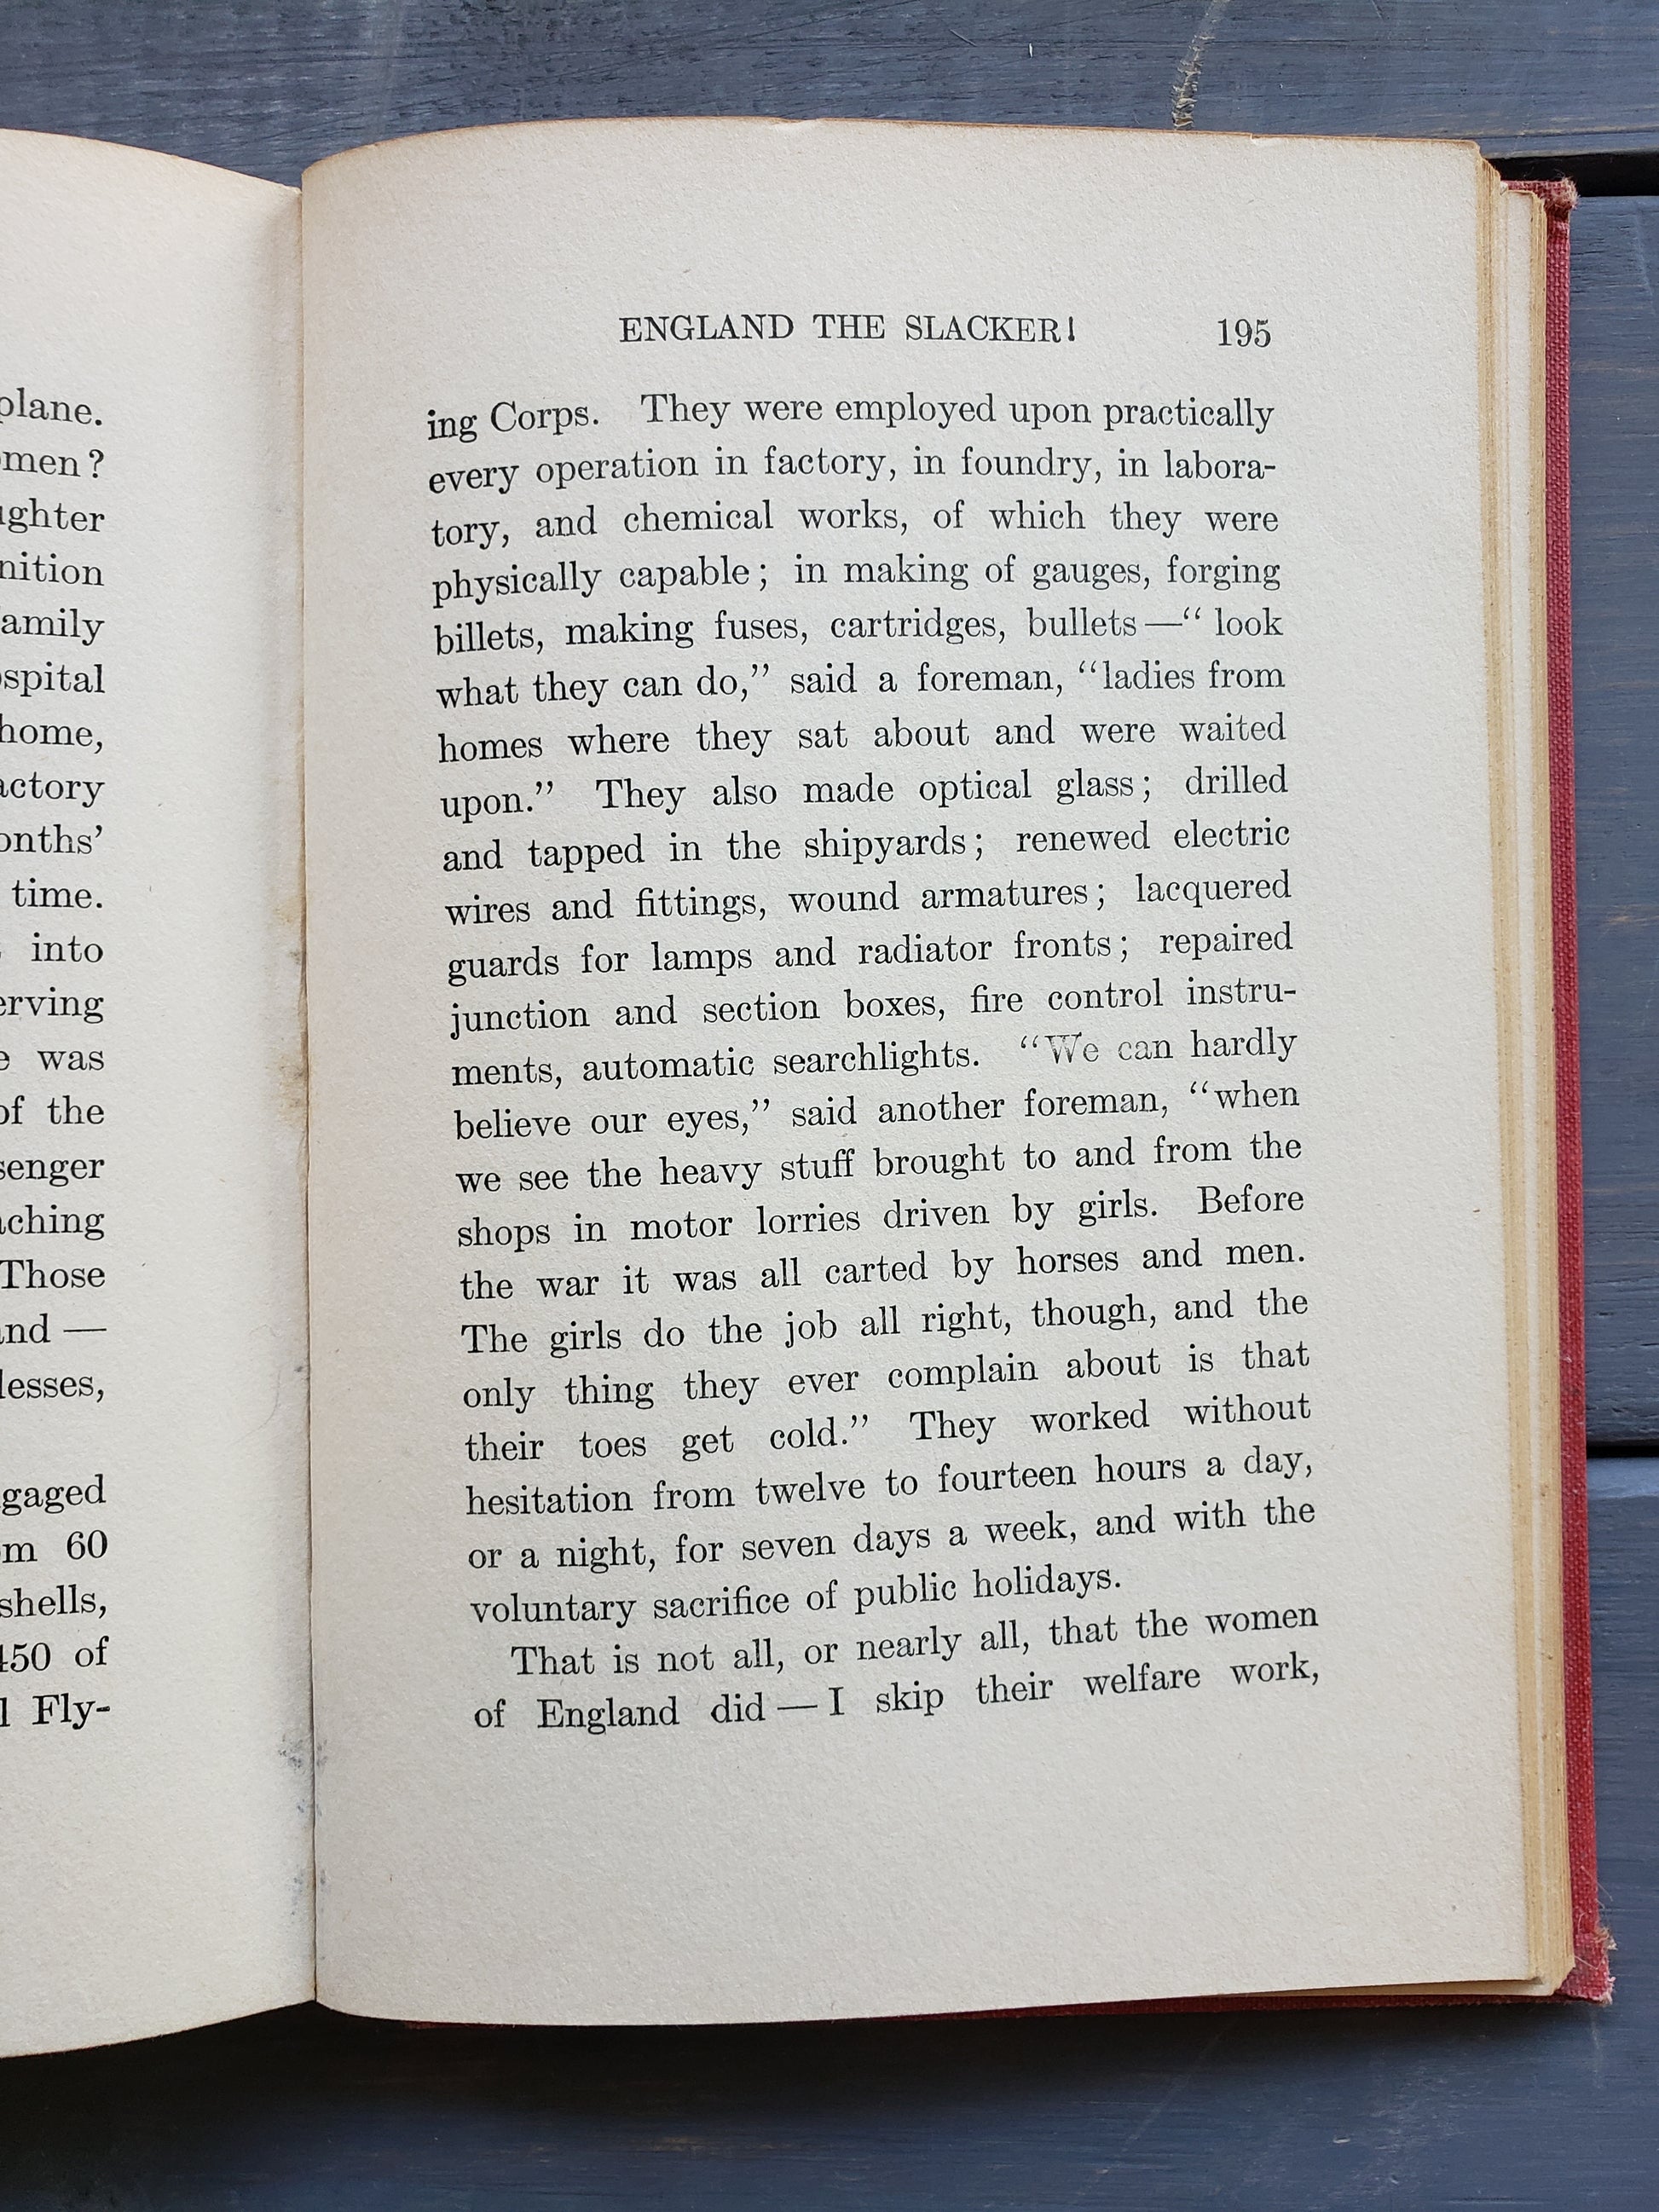 plane.
men?
ghter
nition
amily
spital
home,
actory
onths'
time.
into
erving
was
of the
senger
aching
Those
and —
lesses,
gaged
m 60
shells,
450 of
l Fly-
ENGLAND THE SLACKER! 195
ing Corps. They were employed upon practically
every operation in factory, in foundry, in labora-
tory, and chemical works, of which they were
physically capable; in making of gauges, forging
billets, making fuses, cartridges, bullets—“look
what they can do,” said a foreman, “ladies from
homes where they sat about and were waited
upon.” They also made optical glass; drilled
and tapped in the shipyards; renewed electric
wires and fittings, wound armatures; lacquered
guards for lamps and radiator fronts; repaired
junction and section boxes, fire control instru-
ments, automatic searchlights. “We can hardly
believe our eyes,” said another foreman, “when
we see the heavy stuff brought to and from the
shops in motor lorries driven by girls. Before
the war it was all carted by horses and men.
The girls do the job all right, though, and the
only thing they ever complain about is that
their toes get cold.” They worked without
hesitation from twelve to fourteen hours a day,
or a night, for seven days a week, and with the
voluntary sacrifice of public holidays.
That is not all, or nearly all, that the women
of England did — I skip their welfare work,